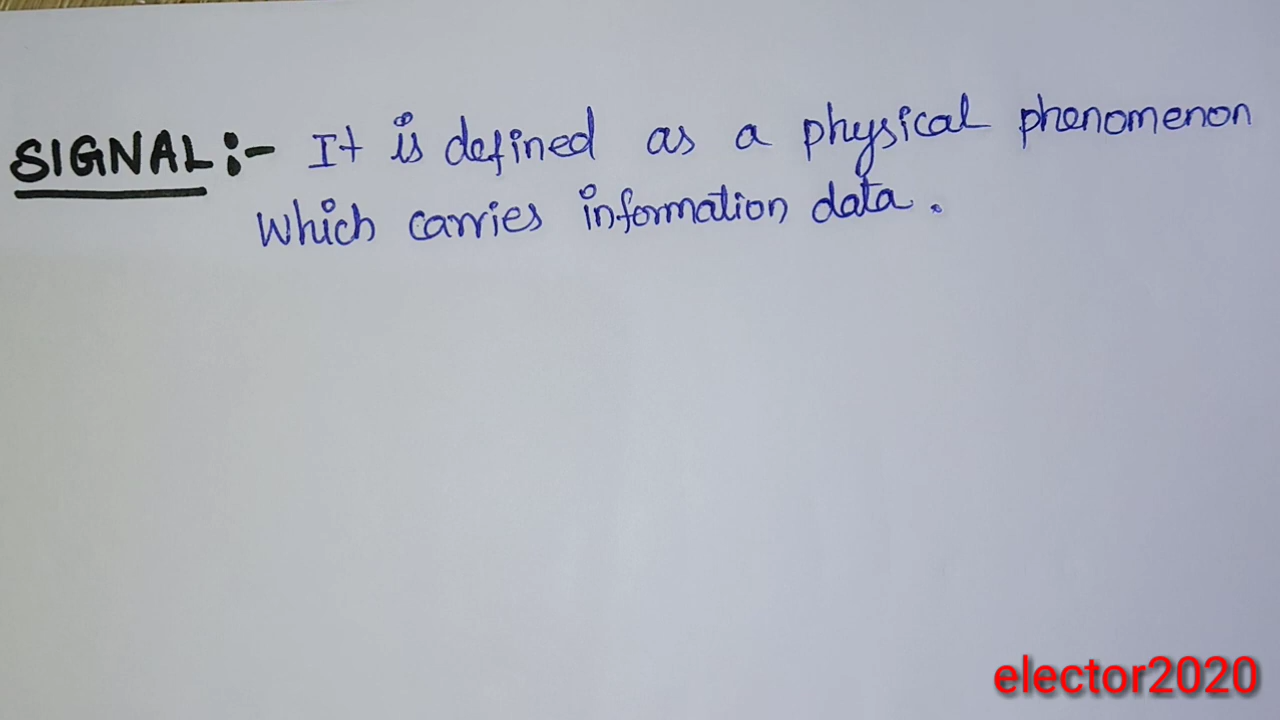 SIGNAL:- It is defined as a physical phenomenon
which carries information data.
elector2020